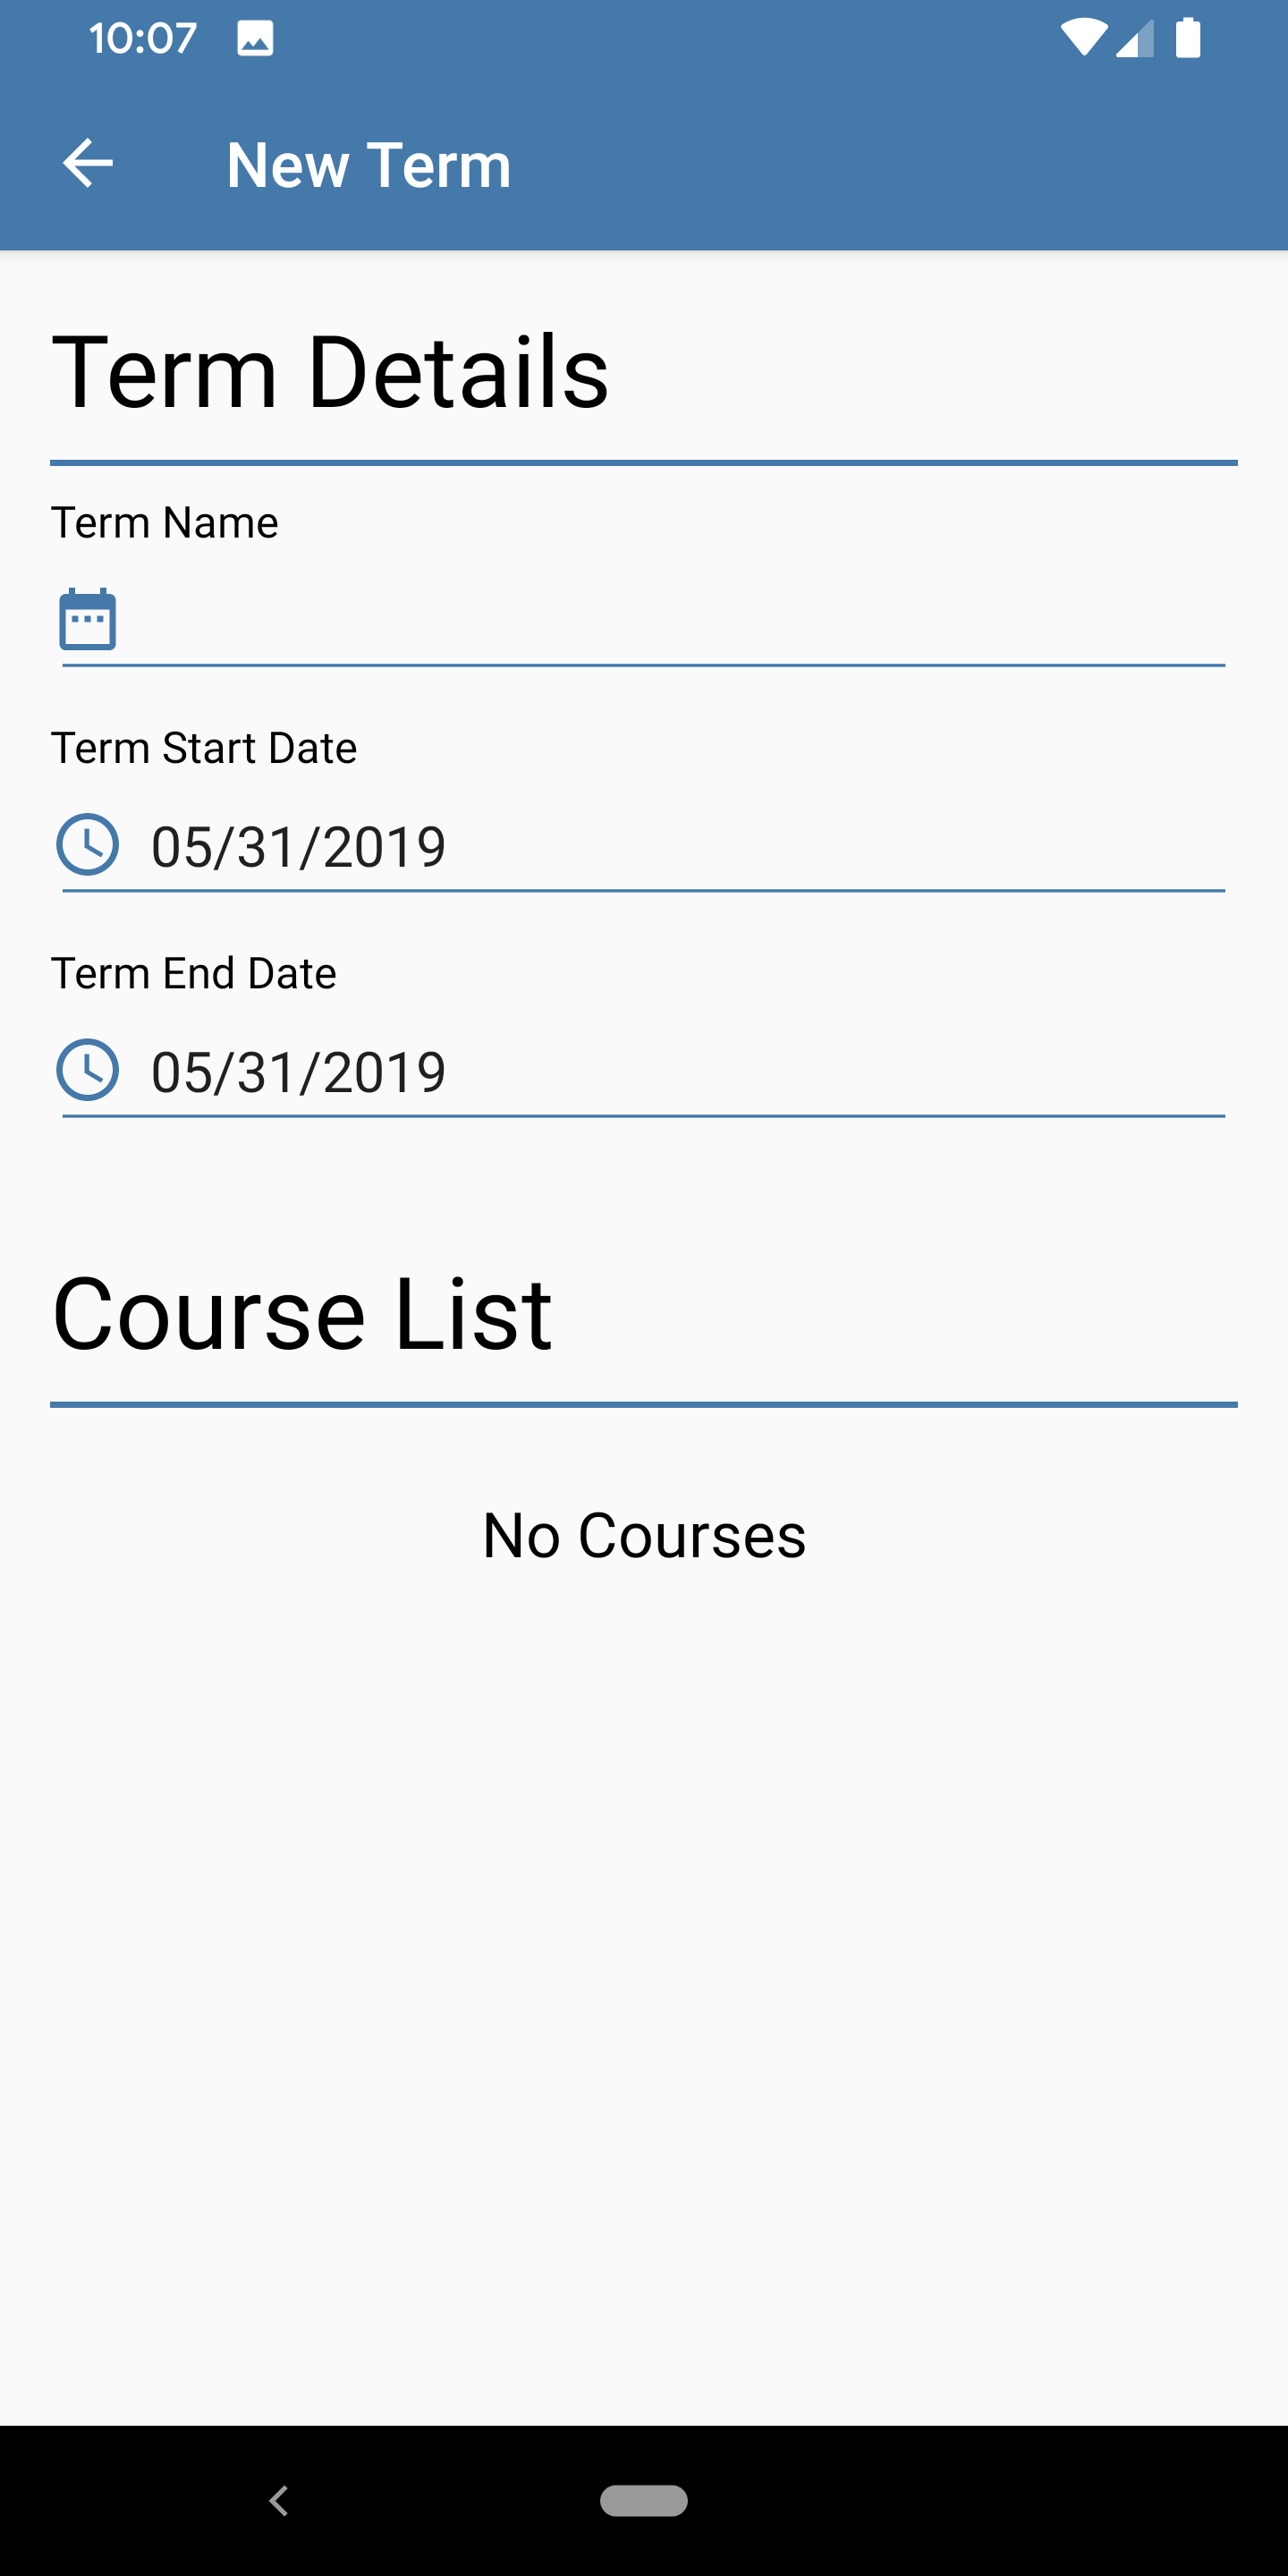 10:07
New Term
Term Details
Term Name
Term Start Date
05/31/2019
Term End Date
05/31/2019
Course List
No Courses